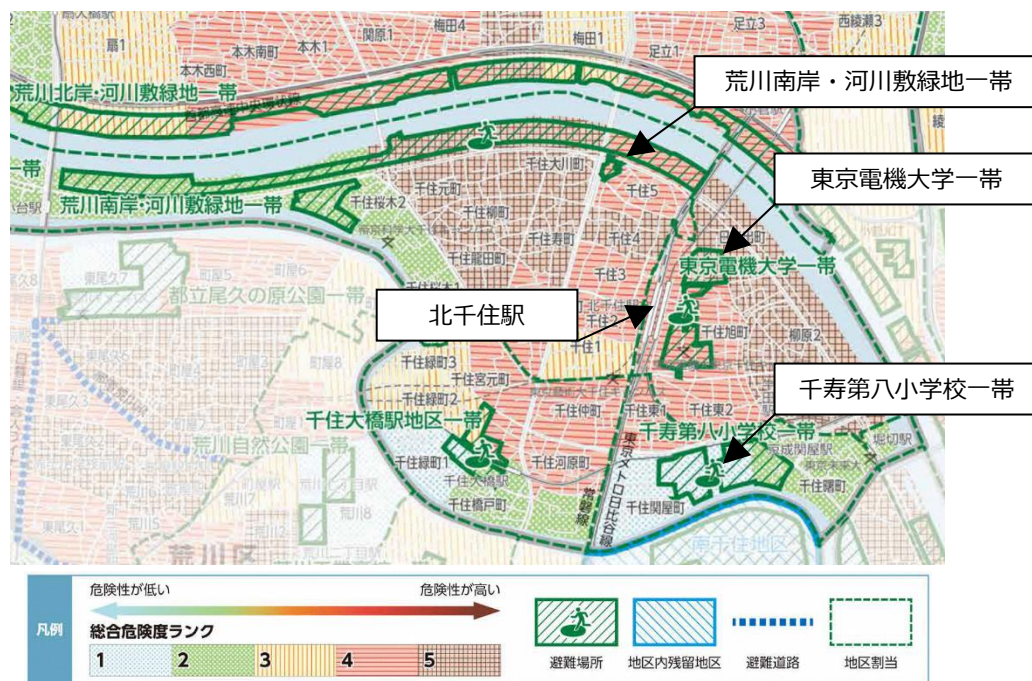 扇1
本木南町
本木1
関原1
梅田4
梅田1
足立3
足立1
西綾瀬3
本木西町
荒川北岸・河川敷緑地一帯
荒川南岸・河川敷緑地一帯
一帯
綾
東京電機大学一帯
千住大川町
千住元町
千住5
千住桜木2
荒川南岸・河川敷緑地一帯
千住柳町
千住寿町
千住4
千住龍田町
東京電機大学一帯
東尾久7
町屋5
町屋6
都立尾久の原公園一帯
千住3
北千住駅
千住2
千住旭町
柳原2
千住1
町屋8
千住緑町3
千住宮元町
千寿第八小学校一帯
千住緑町2
千住大橋駅地区一帯
千住仲町
千住東1
千住東2
千寿第八小学校一帯
荒川自然公園一帯
京成関屋駅
堀切駅
千住緑町1
千住河原町
千住大橋駅
千住橋戸町
千住関屋町
千住曙町
東京メトロ日比谷線
常磐線
荒川8
荒川区
南千住地区
凡例
危険性が低い
危険性が高い
総合危険度ランク
1 2 3 4 5
避難場所
地区内残留地区
避難道路
地区割当